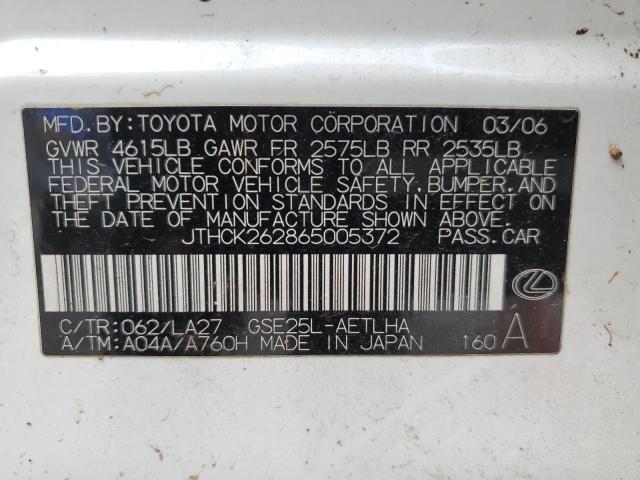 MFD.BY:TOYOTA MOTOR CORPORATION 03/06
GVWR 4615LB GAWR FR 2575LB RR 2535LB
THIS VEHICLE CONFORMS TO ALL APPLICABLE
FEDERAL MOTOR VEHICLE SAFETY,BUMPER,AND
THEFT PREVENTION STANDARDS IN EFFECT ON
THE DATE OF MANUFACTURE SHOWN ABOVE.
JTHCK262865005372 PASS.CAR
C/TR:062/LA27 GSE25L-AETLHA
A/TM:A04A/A760H MADE IN JAPAN 160 A